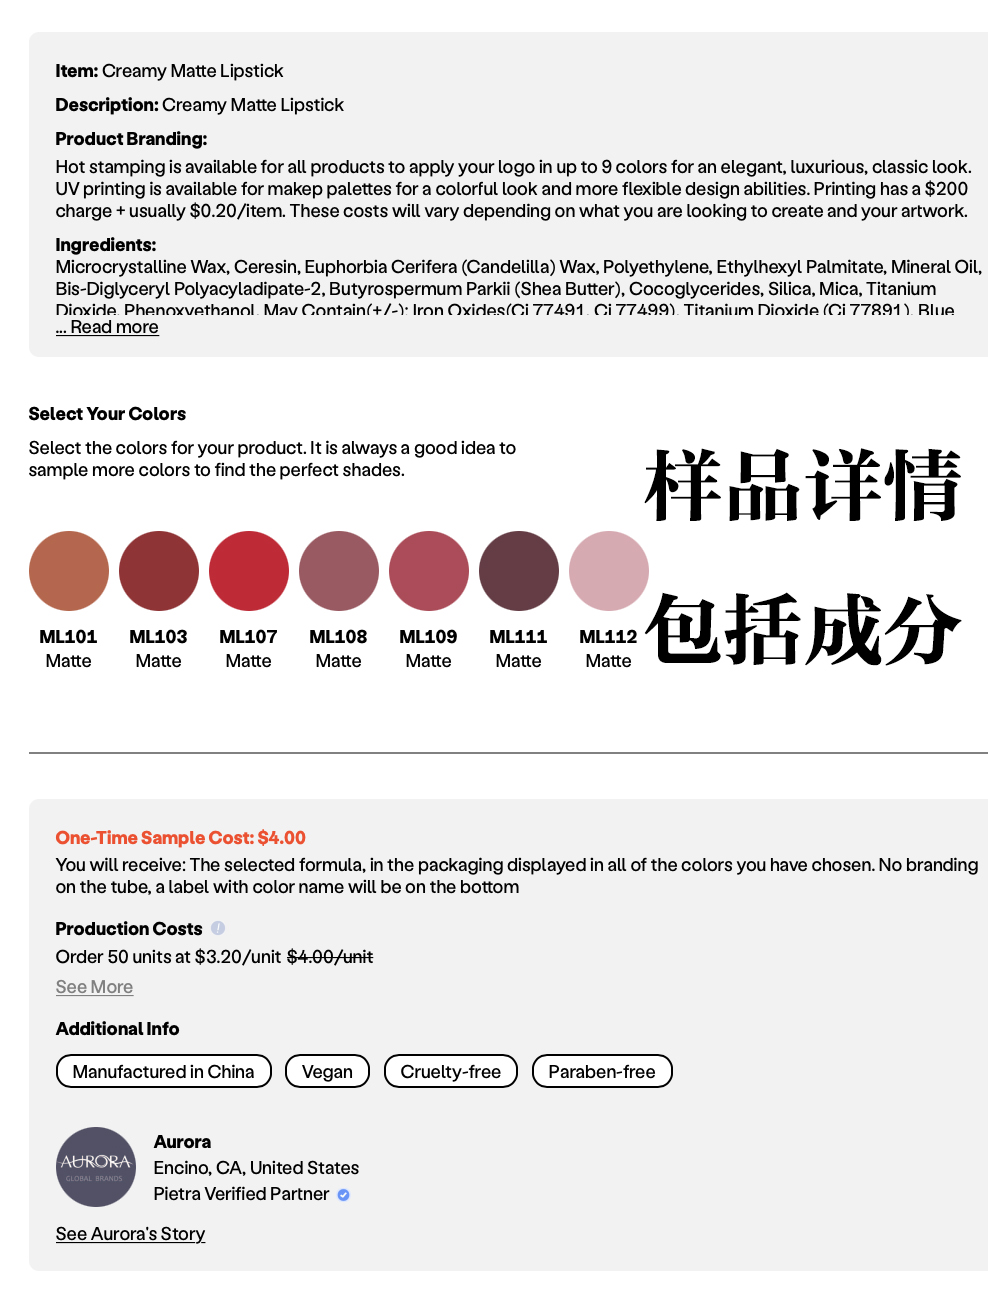 Item: Creamy Matte Lipstick
Description: Creamy Matte Lipstick
Product Branding:
Hot stamping is available for all products to apply your logo in up to 9 colors for an elegant, luxurious, classic look.
UV printing is available for makep palettes for a colorful look and more flexible design abilities. Printing has a $200
charge + usually $0.20/item. These costs will vary depending on what you are looking to create and your artwork.
Ingredients:
Microcrystalline Wax, Ceresin, Euphorbia Cerifera (Candelilla) Wax, Polyethylene, Ethylhexyl Palmitate, Mineral Oil,
Bis-Diglyceryl Polyacyladipate-2, Butyrospermum Parkii (Shea Butter), Cocoglycerides, Silica, Mica, Titanium
Dioxide, Phenoxyethanol. May Contain(+/-): Iron Oxides(Ci 77491, Ci 77499), Titanium Dioxide (Ci 77891), Blue
... Read more
Select Your Colors
Select the colors for your product. It is always a good idea to
sample more colors to find the perfect shades.
样品详情
包括成分
ML101 ML103 ML107 ML108 ML109 ML111 ML112
Matte Matte Matte Matte Matte Matte Matte
One-Time Sample Cost: $4.00
You will receive: The selected formula, in the packaging displayed in all of the colors you have chosen. No branding
on the tube, a label with color name will be on the bottom
Production Costs i
Order 50 units at $3.20/unit $4.00/unit
See More
Additional Info
Manufactured in China Vegan Cruelty-free Paraben-free
AURORA
GLOBAL BRANDS
Aurora
Encino, CA, United States
Pietra Verified Partner
See Aurora's Story